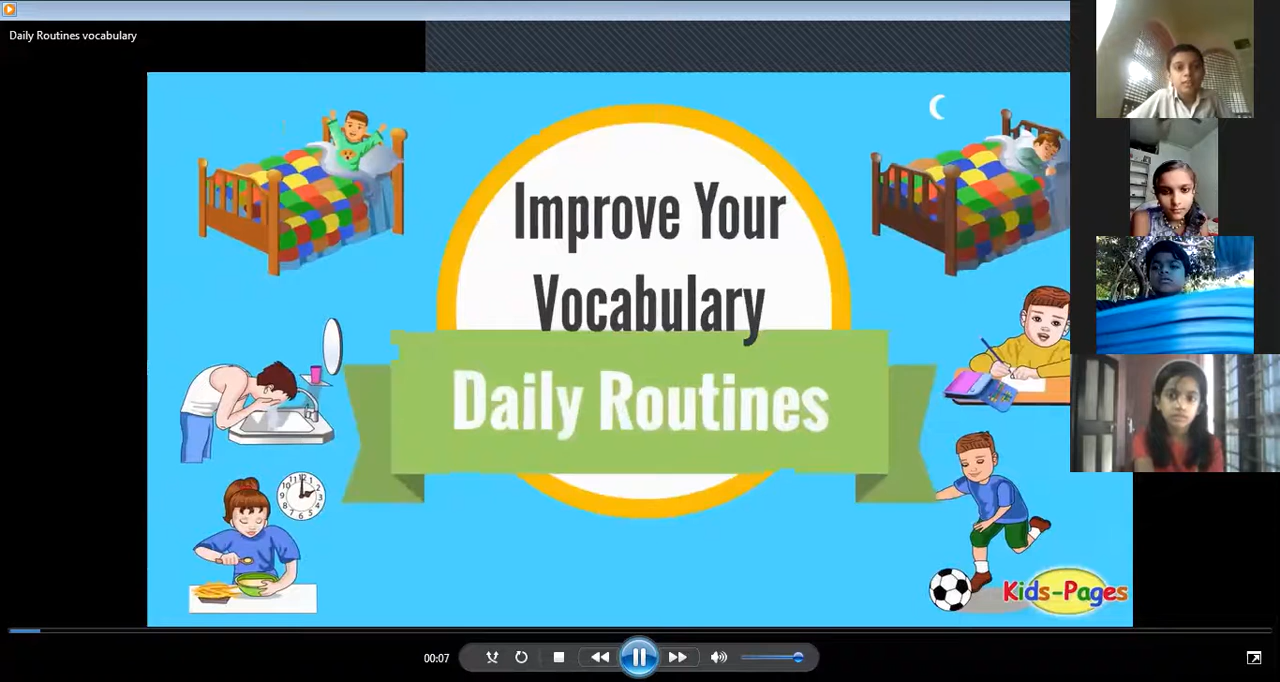 Daily Routines vocabulary
Improve Your
Vocabulary
Daily Routines
Kids-Pages
00:07